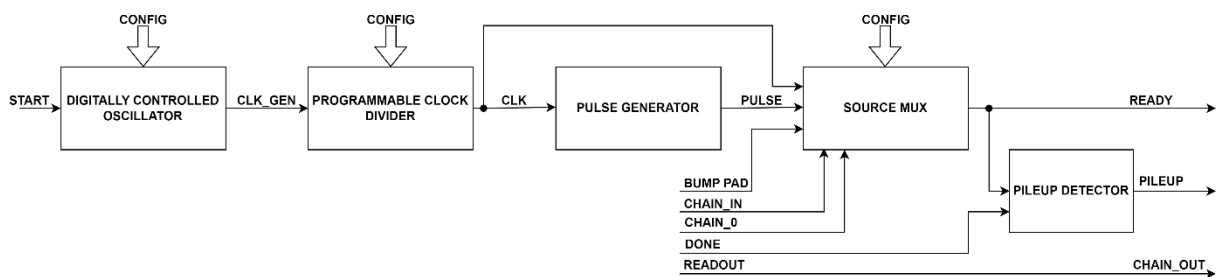 CONFIG
CONFIG
CONFIG
START
DIGITALLY CONTROLLED
OSCILLATOR
CLK_GEN
PROGRAMMABLE CLOCK
DIVIDER
CLK
PULSE GENERATOR
PULSE
SOURCE MUX
READY
BUMP PAD
CHAIN_IN
CHAIN_0
DONE
READOUT
PILEUP DETECTOR
PILEUP
CHAIN_OUT